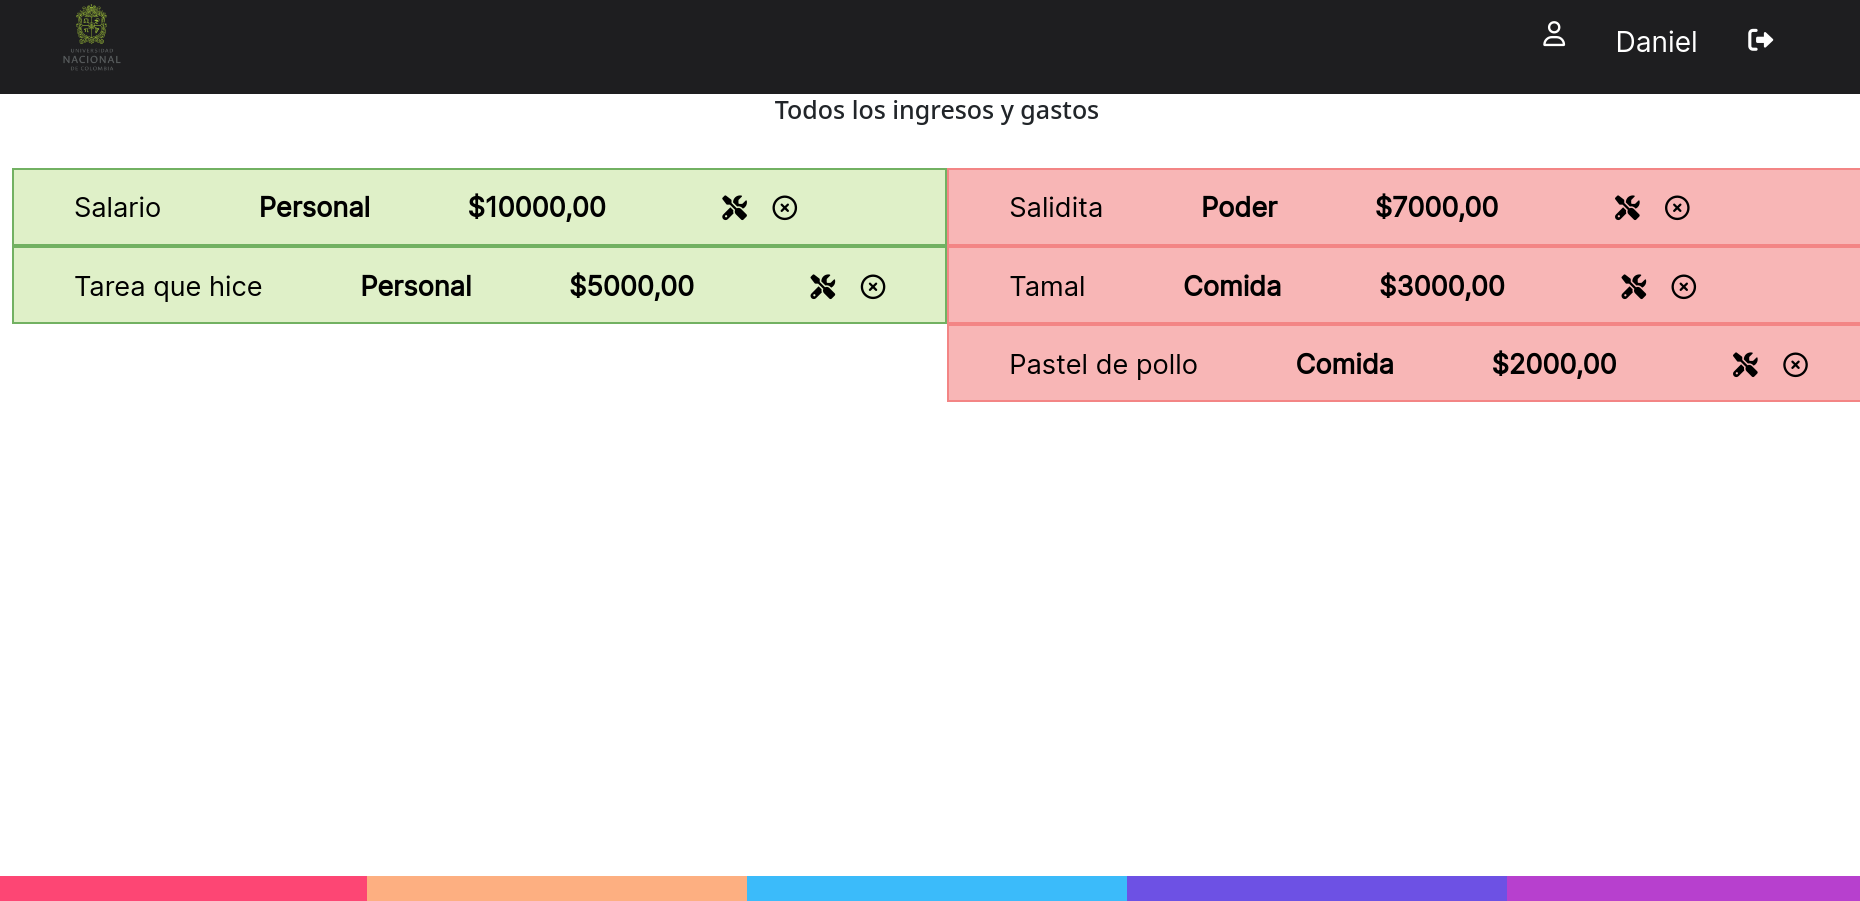 UNIVERSIDAD
NACIONAL
DE COLOMBIA
Daniel
Todos los ingresos y gastos
Salario Personal $10000,00
Tarea que hice Personal $5000,00
Salidita Poder $7000,00
Tamal Comida $3000,00
Pastel de pollo Comida $2000,00